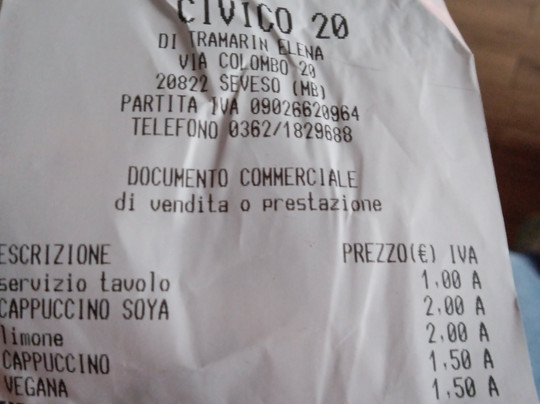 CIVICO 20
DI TRAMARIN ELENA
VIA COLOMBO 20
20822 SEVESO (MB)
PARTITA IVA 09026620964
TELEFONO 0362/1829688
DOCUMENTO COMMERCIALE
di vendita o prestazione
ESCRIZIONE PREZZO(€) IVA
servizio tavolo 1,00 A
CAPPUCCINO SOYA 2,00 A
limone 2,00 A
CAPPUCCINO 1,50 A
VEGANA 1,50 A